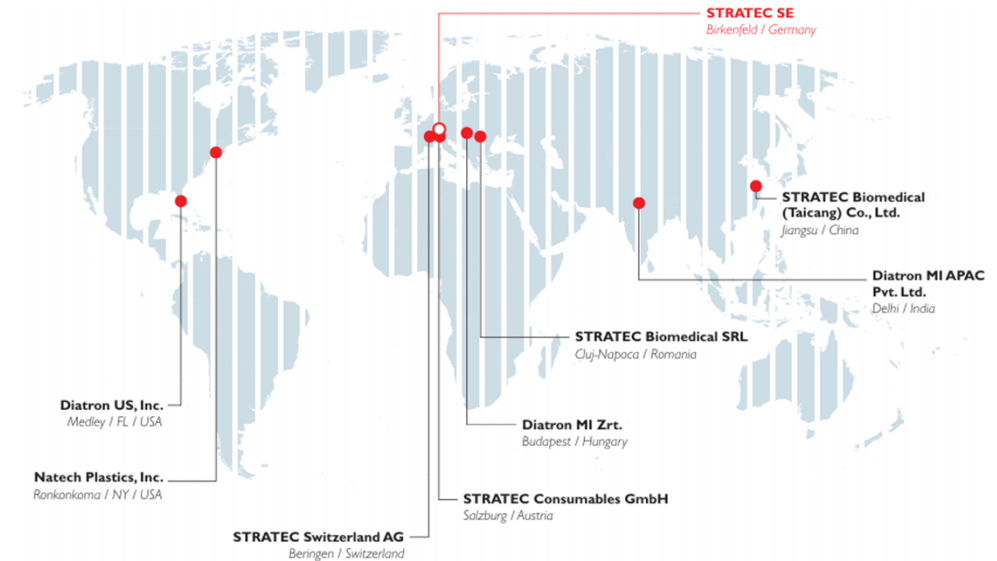 STRATEC SE
Birkenfeld / Germany
STRATEC Biomedical
(Taicang) Co., Ltd.
Jiangsu / China
Diatron MI APAC
Pvt. Ltd.
Delhi / India
STRATEC Biomedical SRL
Cluj-Napoca / Romania
Diatron US, Inc.
Medley / FL / USA
Diatron MI Zrt.
Budapest / Hungary
Natech Plastics, Inc.
Ronkonkoma / NY / USA
STRATEC Consumables GmbH
Salzburg / Austria
STRATEC Switzerland AG
Beringen / Switzerland